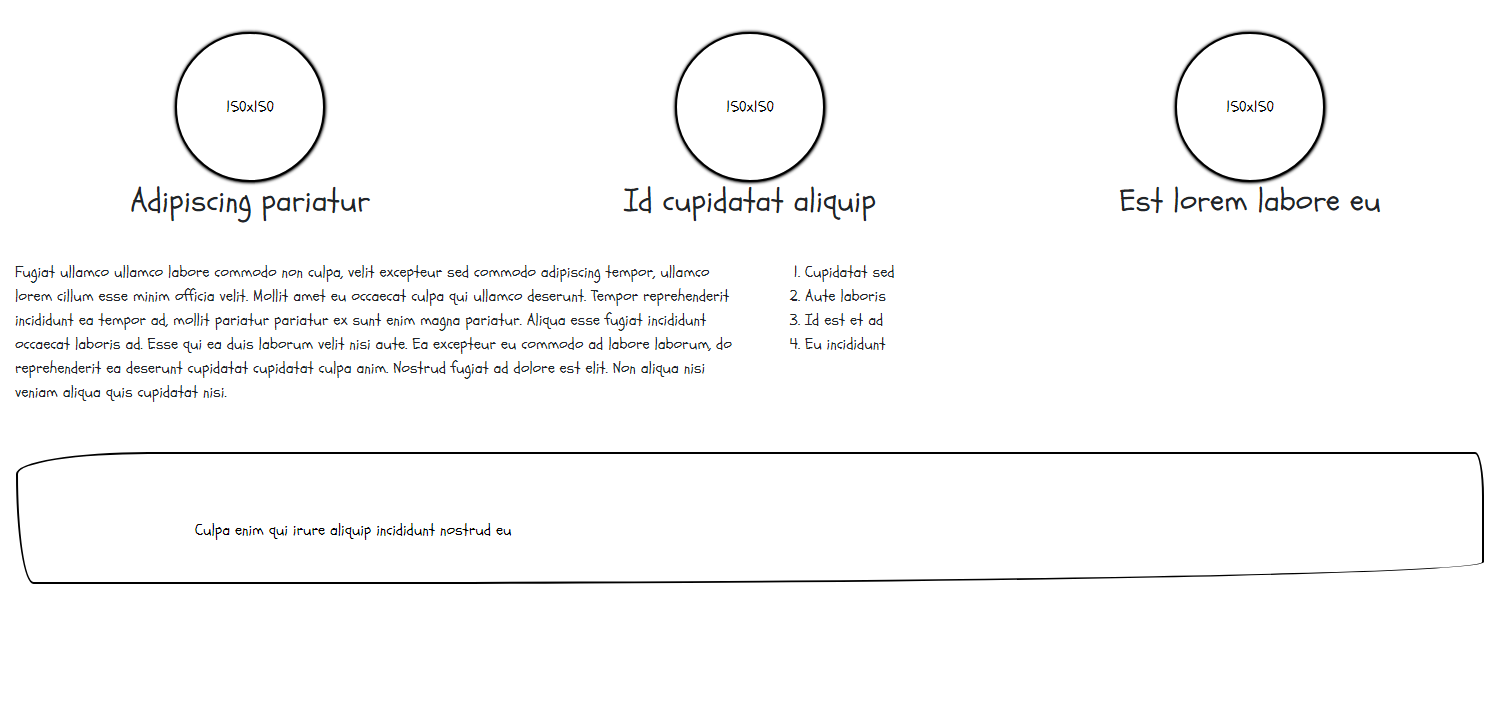 150x150
150x150
150x150
Adipiscing pariatur
Id cupidatat aliquip
Est lorem labore eu
Fugiat ullamco ullamco labore commodo non culpa, velit excepteur sed commodo adipiscing tempor, ullamco
lorem cillum esse minim officia velit. Mollit amet eu occaecat culpa qui ullamco deserunt. Tempor reprehenderit
incididunt ea tempor ad, mollit pariatur pariatur ex sunt enim magna pariatur. Aliqua esse fugiat incididunt
occaecat laboris ad. Esse qui ea duis laborum velit nisi aute. Ea excepteur eu commodo ad labore laborum, do
reprehenderit ea deserunt cupidatat cupidatat culpa anim. Nostrud fugiat ad dolore est elit. Non aliqua nisi
veniam aliqua quis cupidatat nisi.
1. Cupidatat sed
2. Aute laboris
3. Id est et ad
4. Eu incididunt
Culpa enim qui irure aliquip incididunt nostrud eu